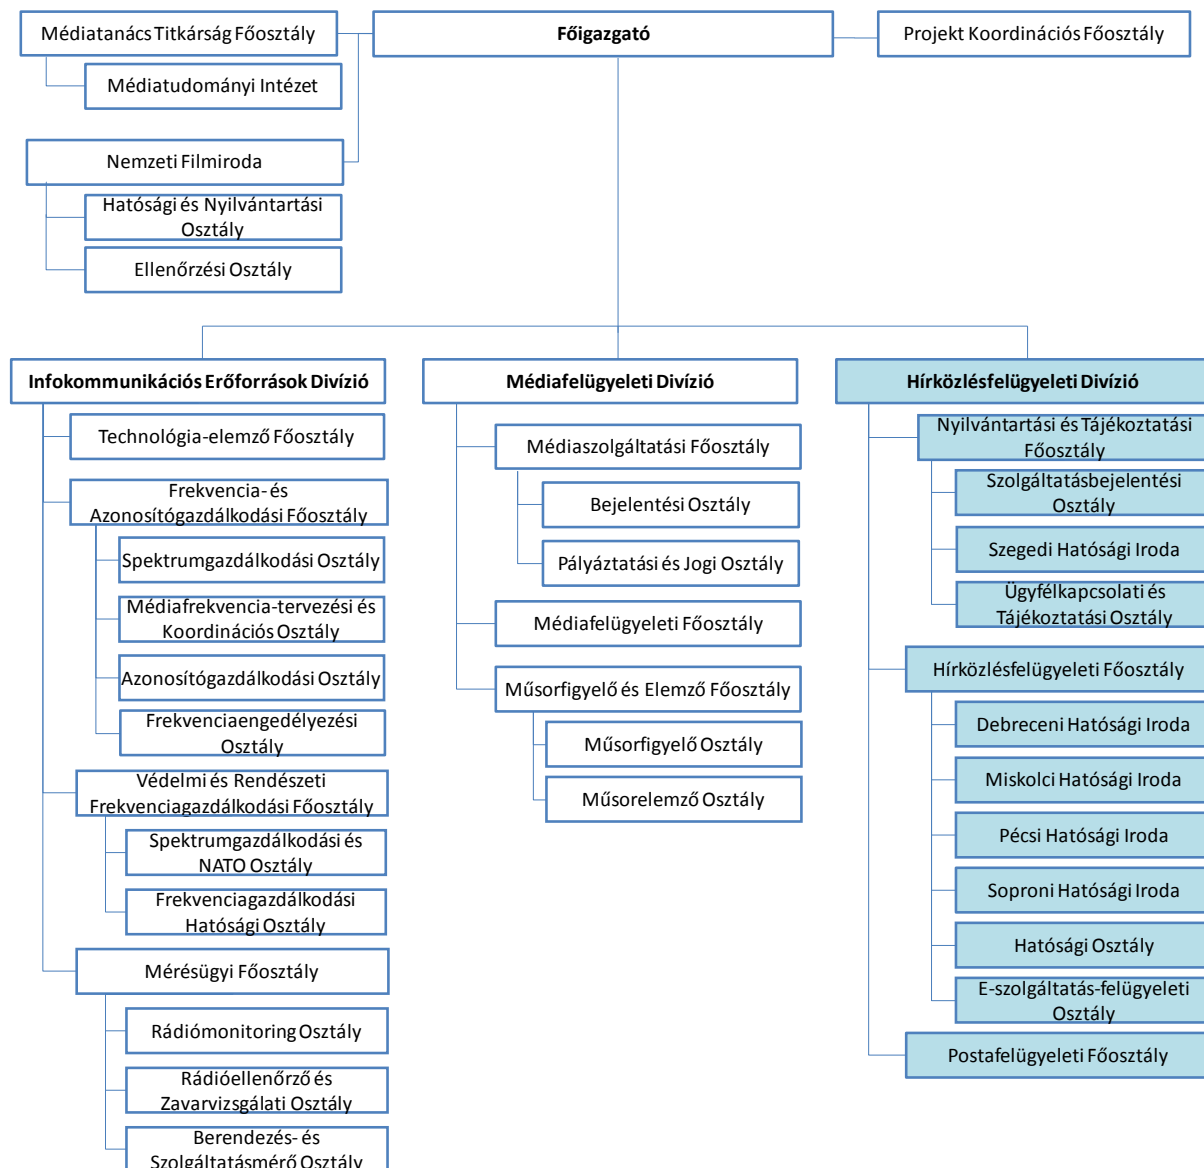 Médiatanács Titkárság Főosztály
Főigazgató
Projekt Koordinációs Főosztály
Médiatudományi Intézet
Nemzeti Filmiroda
Hatósági és Nyilvántartási
Osztály
Ellenőrzési Osztály
Infokommunikációs Erőforrások Divízió
Technológia-elemző Főosztály
Frekvencia- és
Azonosítógazdálkodási Főosztály
Spektrumgazdálkodási Osztály
Médiafrekvencia-tervezési és
Koordinációs Osztály
Azonosítógazdálkodási Osztály
Frekvenciaengedélyezési
Osztály
Védelmi és Rendészeti
Frekvenciagazdálkodási Főosztály
Spektrumgazdálkodási és
NATO Osztály
Frekvenciagazdálkodási
Hatósági Osztály
Mérésügyi Főosztály
Rádiómonitoring Osztály
Rádióellenőrző és
Zavarvizsgálati Osztály
Berendezés- és
Szolgáltatásmérő Osztály
Médiafelügyeleti Divízió
Médiaszolgáltatási Főosztály
Bejelentési Osztály
Pályáztatási és Jogi Osztály
Médiafelügyeleti Főosztály
Műsorfigyelő és Elemző Főosztály
Műsorfigyelő Osztály
Műsorelemző Osztály
Hírközlésfelügyeleti Divízió
Nyilvántartási és Tájékoztatási
Főosztály
Szolgáltatásbejelentési
Osztály
Szegedi Hatósági Iroda
Ügyfélkapcsolati és
Tájékoztatási Osztály
Hírközlésfelügyeleti Főosztály
Debreceni Hatósági Iroda
Miskolci Hatósági Iroda
Pécsi Hatósági Iroda
Soproni Hatósági Iroda
Hatósági Osztály
E-szolgáltatás-felügyeleti
Osztály
Postafelügyeleti Főosztály